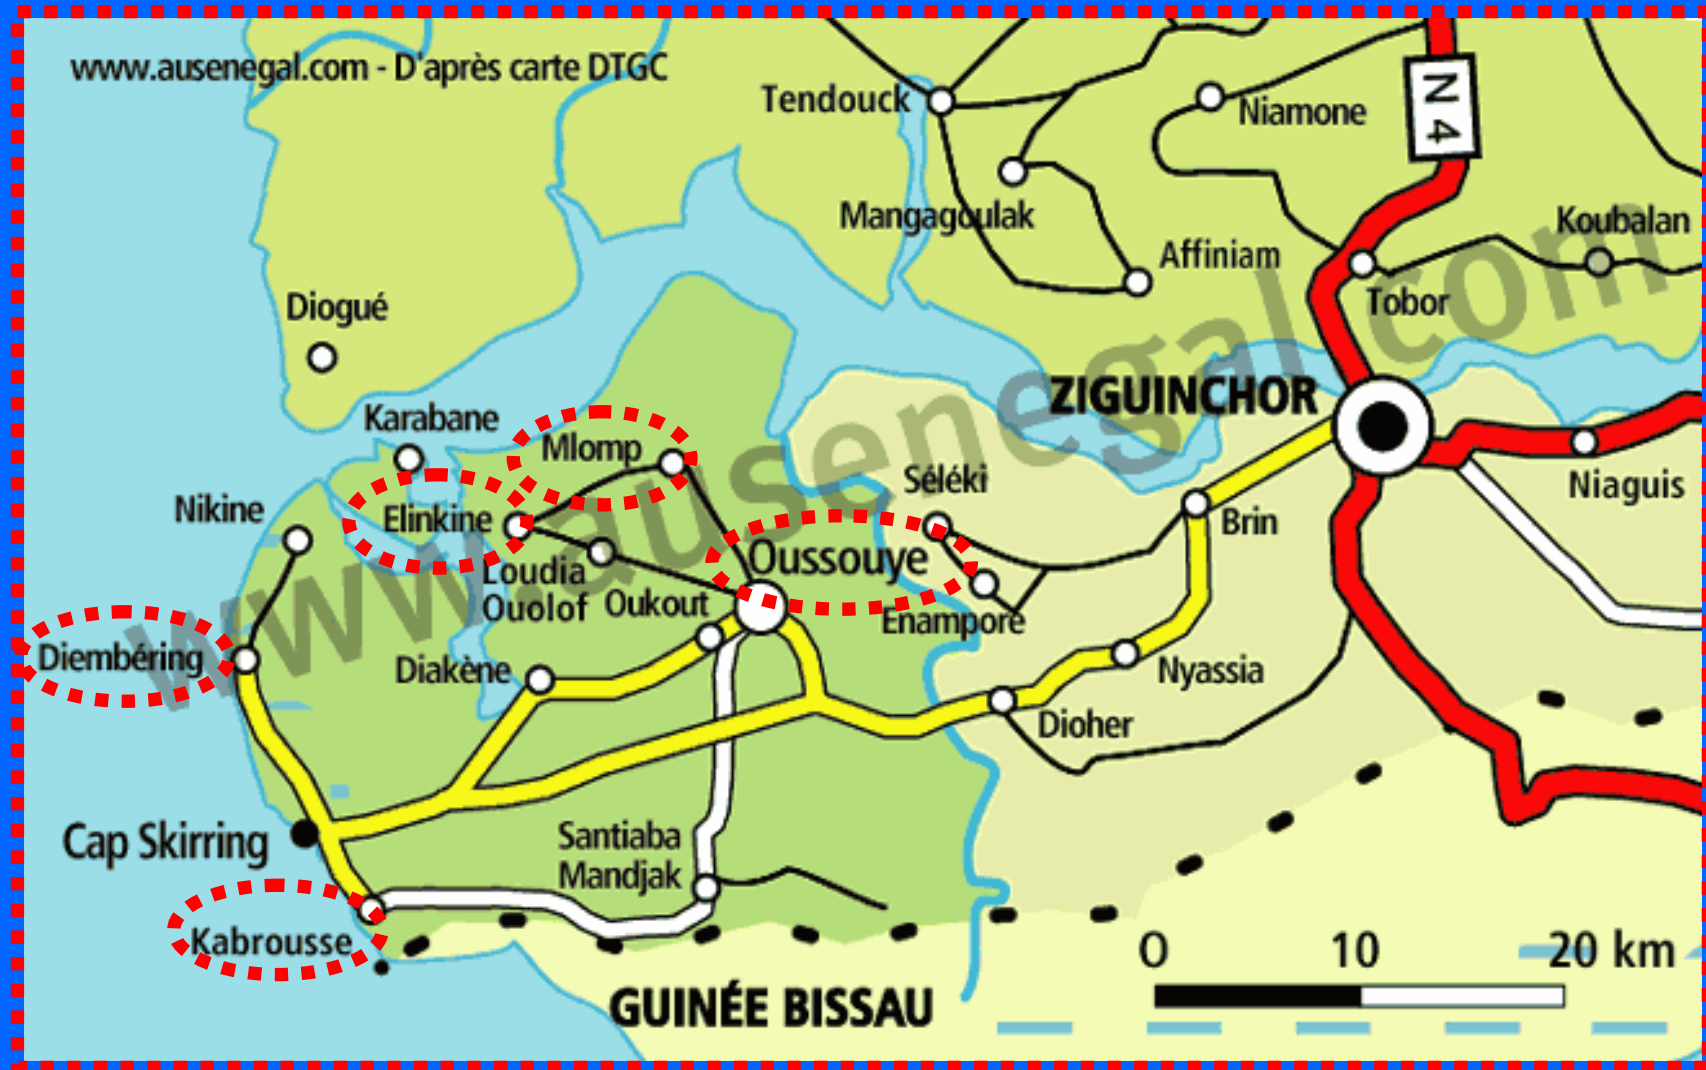 www.ausenegal.com - D'après carte DTGC
N 4
Tendouck
Niamone
Mangagoulak
Koubalan
Affiniam
Tobor
Diogué
ZIGUINCHOR
Karabane
Mlomp
Séléki
Niaguis
Nikine
Elinkine
Brin
Oussouye
Loudia
Ouolof
Oukout
Enampore
Diembéring
Diakène
Nyassia
Dioher
Cap Skirring
Santiaba
Mandjak
Kabrousse
0 10 20 km
GUINÉE BISSAU
www.ausenegal.com